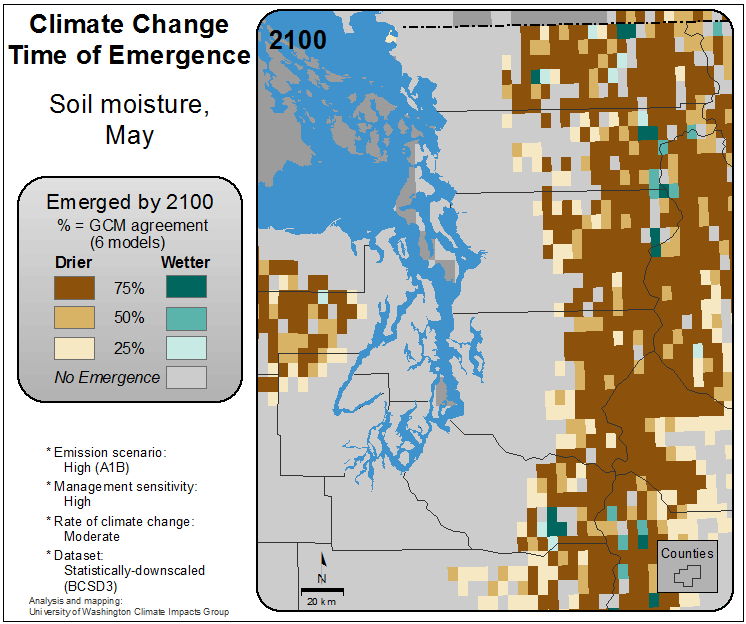 Climate Change
Time of Emergence
Soil moisture,
May
Emerged by 2100
% = GCM agreement
(6 models)
Drier Wetter
75%
50%
25%
No Emergence
* Emission scenario:
High (A1B)
* Management sensitivity:
High
* Rate of climate change:
Moderate
* Dataset:
Statistically-downscaled
(BCSD3)
Analysis and mapping:
University of Washington Climate Impacts Group
2100
N
20 km
Counties